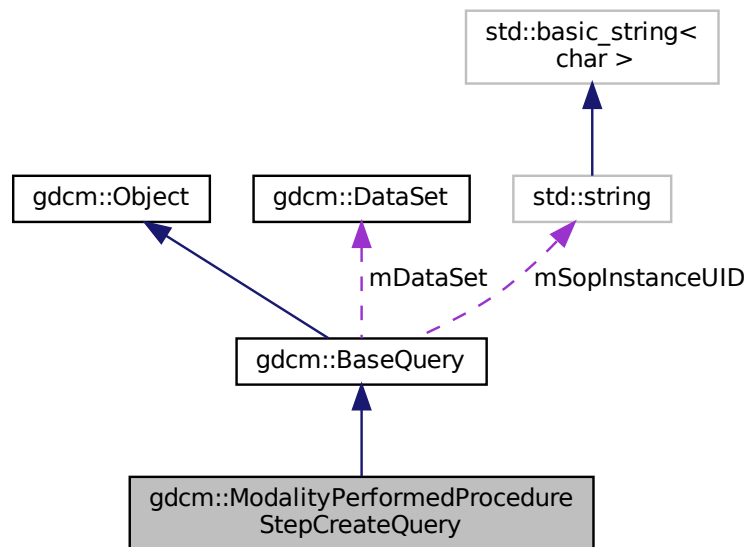 std::basic_string<
char >
gdcm::Object
gdcm::DataSet
std::string
mDataSet
mSopInstanceUID
gdcm::BaseQuery
gdcm::ModalityPerformedProcedure
StepCreateQuery